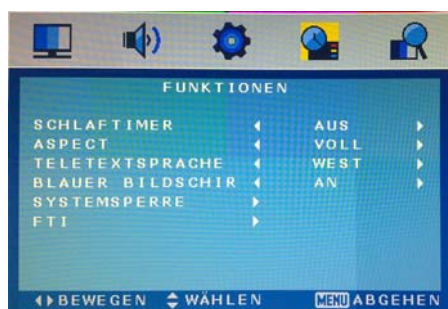 FUNKTIONEN
SCHLAFTIMER AUS
ASPECT VOLL
TELETEXTSPRACHE WEST
BLAUER BILDSCHIR AN
SYSTEMSPERRE
FTI
BEWEGEN WÄHLEN MENU ABGEHEN